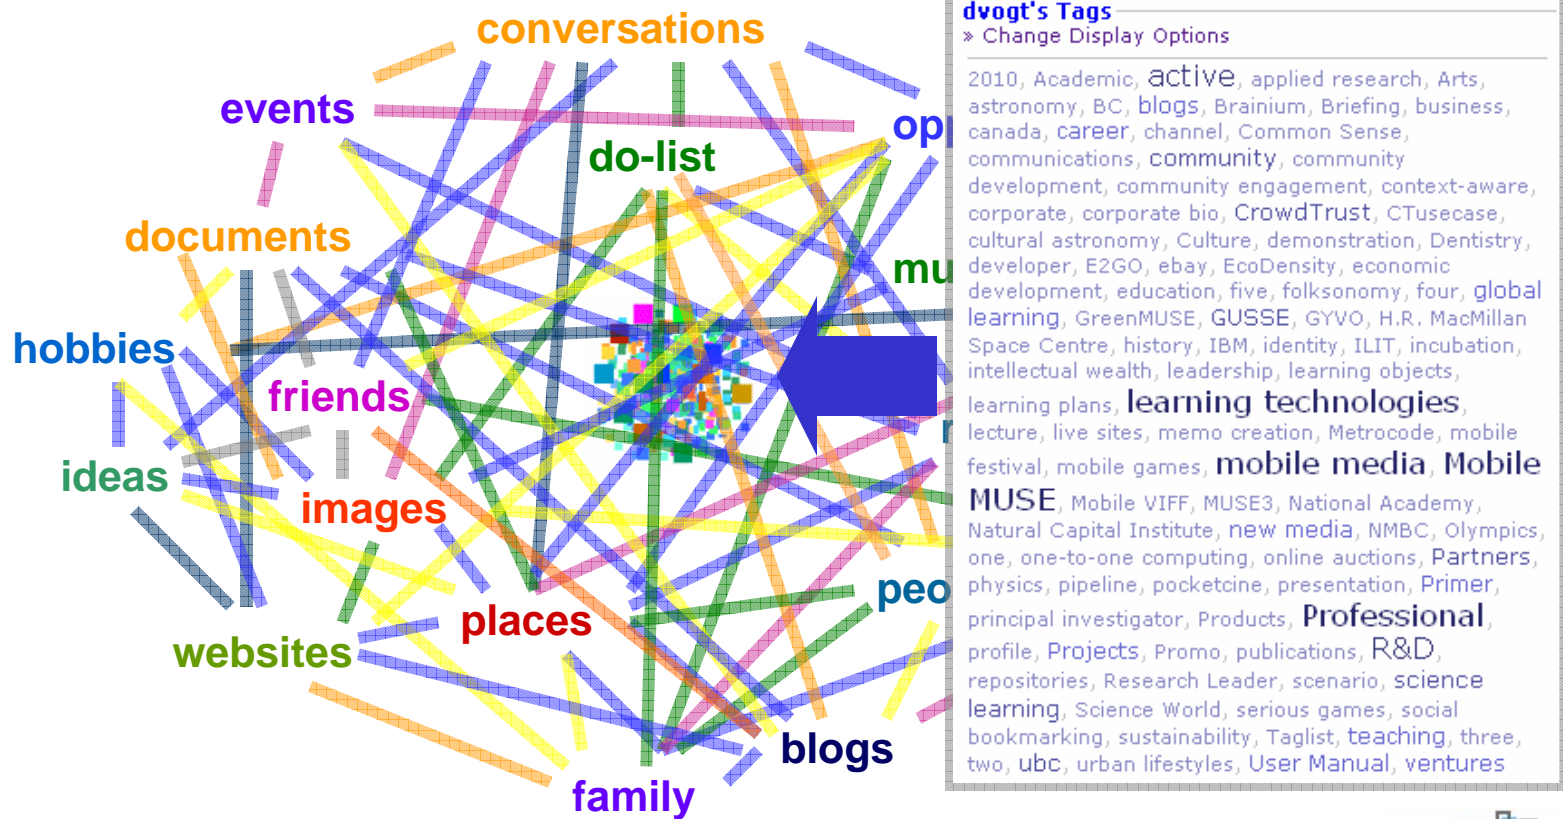 conversations
events
do-list
documents
hobbies
friends
ideas
images
places
websites
blogs
family
dvogt's Tags
» Change Display Options
2010, Academic, active, applied research, Arts,
astronomy, BC, blogs, Brainium, Briefing, business,
canada, career, channel, Common Sense,
communications, community, community
development, community engagement, context-aware,
corporate, corporate bio, CrowdTrust, CTusecase,
cultural astronomy, Culture, demonstration, Dentistry,
developer, E2GO, ebay, EcoDensity, economic
development, education, five, folksonomy, four, global
learning, GreenMUSE, GUSSE, GYVO, H.R. MacMillan
Space Centre, history, IBM, identity, ILIT, incubation,
intellectual wealth, leadership, learning objects,
learning plans, learning technologies,
lecture, live sites, memo creation, Metrocode, mobile
festival, mobile games, mobile media, Mobile
MUSE, Mobile VIFF, MUSE3, National Academy,
Natural Capital Institute, new media, NMBC, Olympics,
one, one-to-one computing, online auctions, Partners,
physics, pipeline, pocketcine, presentation, Primer,
principal investigator, Products, Professional,
profile, Projects, Promo, publications, R&D,
repositories, Research Leader, scenario, science
learning, Science World, serious games, social
bookmarking, sustainability, Taglist, teaching, three,
two, ubc, urban lifestyles, User Manual, ventures